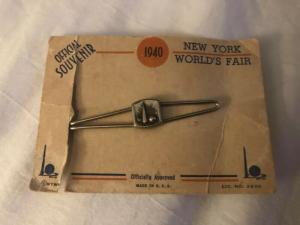 OFFICIAL
SOUVENIR
1940
NEW YORK
WORLD'S FAIR
Officially Approved
MADE IN U. S. A.